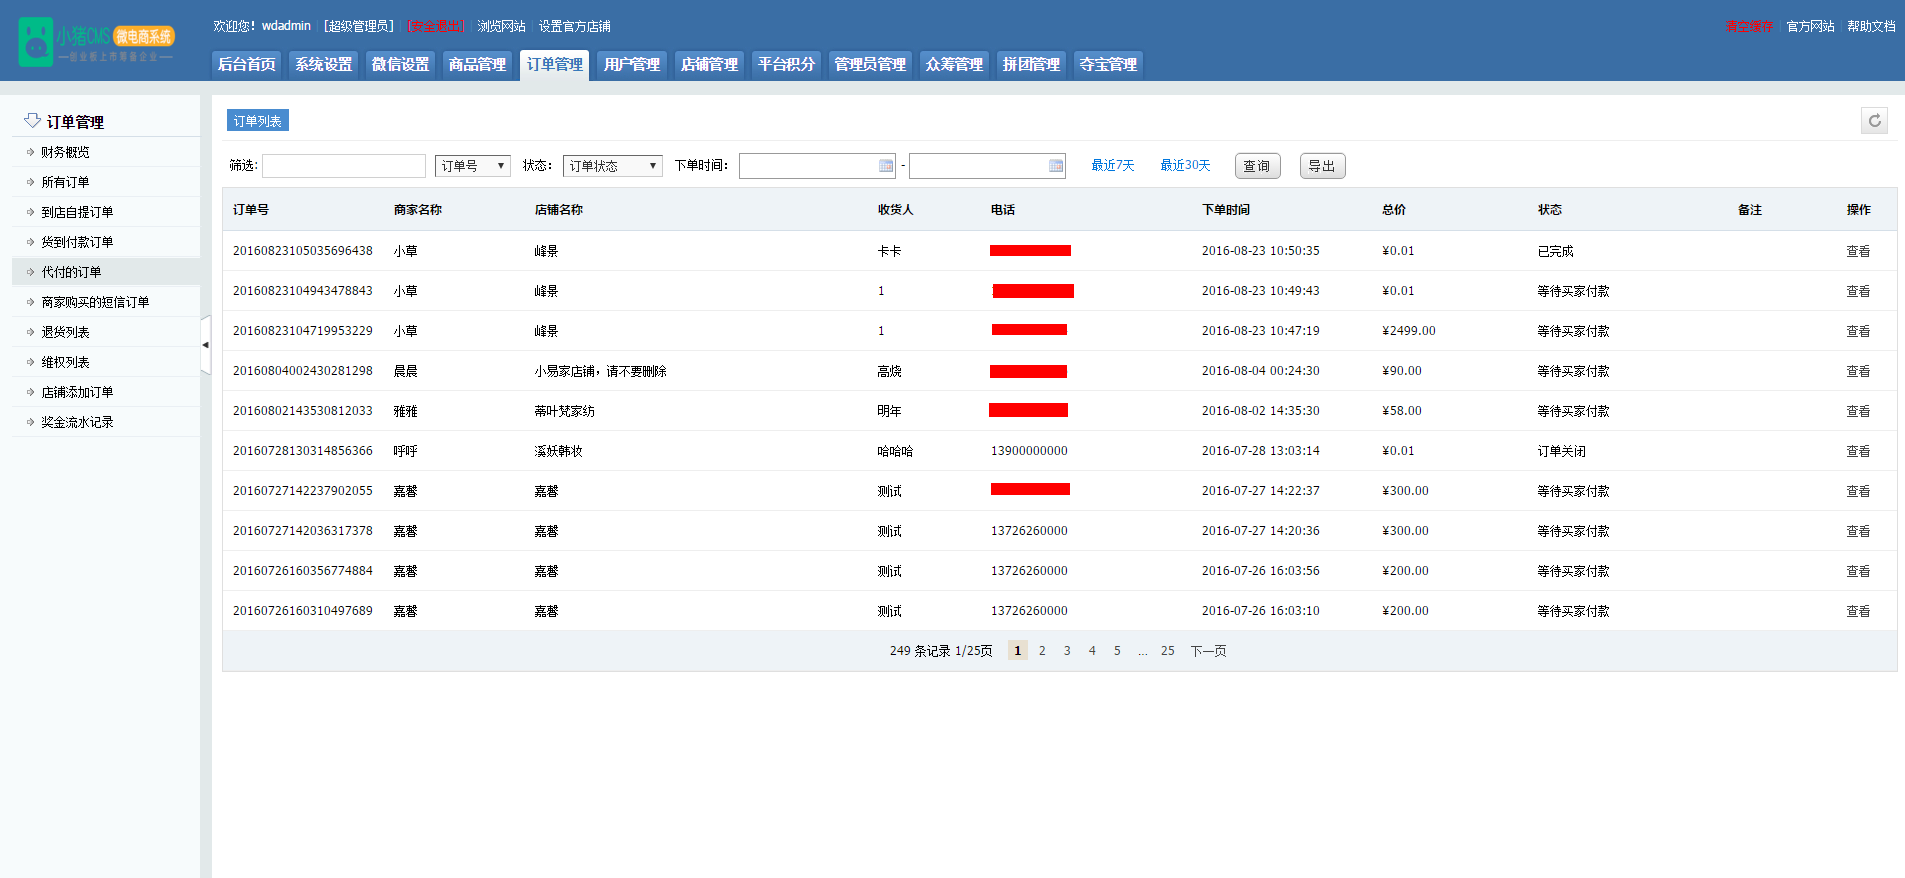 小猪CMS 微电商系统
—创业板上市筹备企业—
欢迎您！ wdadmin | [超级管理员] | [安全退出] | 浏览网站 | 设置官方店铺
清空缓存 | 官方网站 | 帮助文档
后台首页 系统设置 微信设置 商品管理 订单管理 用户管理 店铺管理 平台积分 管理员管理 众筹管理 拼团管理 夺宝管理
订单管理
财务概览
所有订单
到店自提订单
货到付款订单
代付的订单
商家购买的短信订单
退货列表
维权列表
店铺添加订单
奖金流水记录
订单列表
筛选: 订单号 状态： 订单状态 下单时间： - 最近7天 最近30天 查询 导出
订单号 商家名称 店铺名称 收货人 电话 下单时间 总价 状态 备注 操作
20160823105035696438 小草 峰景 卡卡 2016-08-23 10:50:35 ¥0.01 已完成 查看
20160823104943478843 小草 峰景 1 2016-08-23 10:49:43 ¥0.01 等待买家付款 查看
20160823104719953229 小草 峰景 1 2016-08-23 10:47:19 ¥2499.00 等待买家付款 查看
20160804002430281298 晨晨 小易家店铺，请不要删除 高烧 2016-08-04 00:24:30 ¥90.00 等待买家付款 查看
20160802143530812033 雅雅 蒂叶梵家纺 明年 2016-08-02 14:35:30 ¥58.00 等待买家付款 查看
20160728130314856366 呼呼 溪妖韩妆 哈哈哈 13900000000 2016-07-28 13:03:14 ¥0.01 订单关闭 查看
20160727142237902055 嘉馨 嘉馨 测试 2016-07-27 14:22:37 ¥300.00 等待买家付款 查看
20160727142036317378 嘉馨 嘉馨 测试 13726260000 2016-07-27 14:20:36 ¥300.00 等待买家付款 查看
20160726160356774884 嘉馨 嘉馨 测试 13726260000 2016-07-26 16:03:56 ¥200.00 等待买家付款 查看
20160726160310497689 嘉馨 嘉馨 测试 13726260000 2016-07-26 16:03:10 ¥200.00 等待买家付款 查看
249 条记录 1/25页 1 2 3 4 5 ... 25 下一页